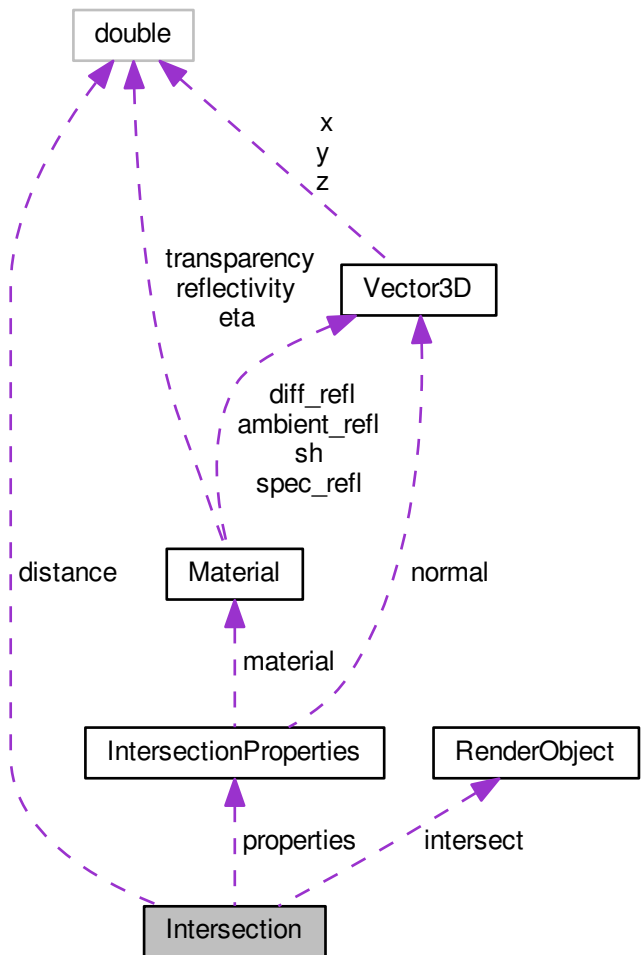 double
x
y
z
transparency
reflectivity
eta
Vector3D
diff_refl
ambient_refl
sh
spec_refl
distance
Material
normal
material
IntersectionProperties
RenderObject
properties
intersect
Intersection